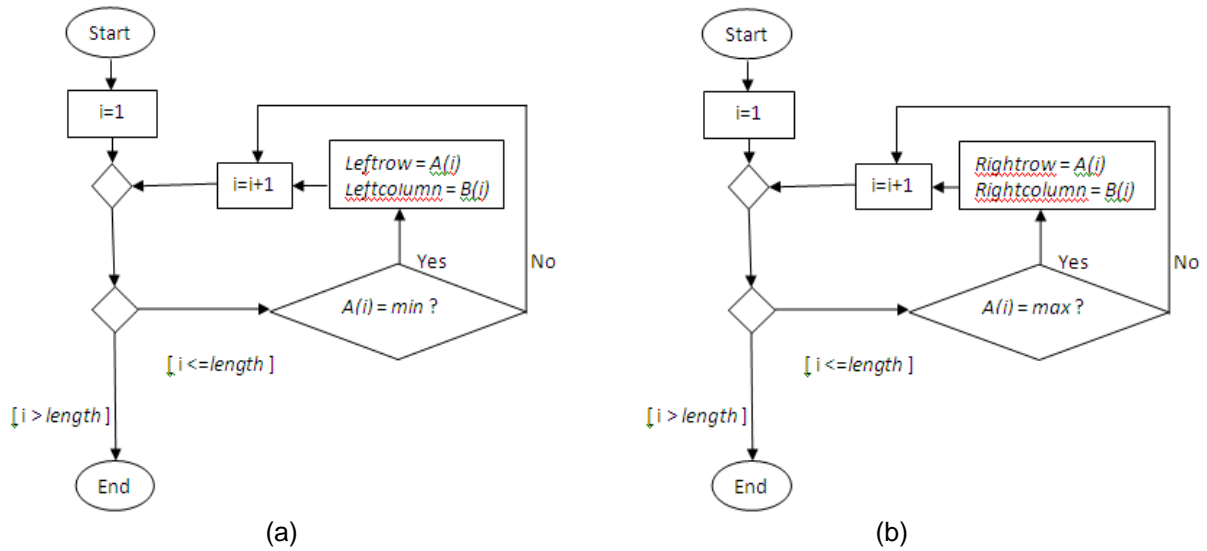 Start
i=1
i=i+1
Leftrow = A(i)
Leftcolumn = B(i)
Yes
No
A(i) = min ?
[ i <=length ]
[ i > length ]
End
(a)
Start
i=1
i=i+1
Rightrow = A(i)
Rightcolumn = B(i)
Yes
No
A(i) = max ?
[ i <=length ]
[ i > length ]
End
(b)